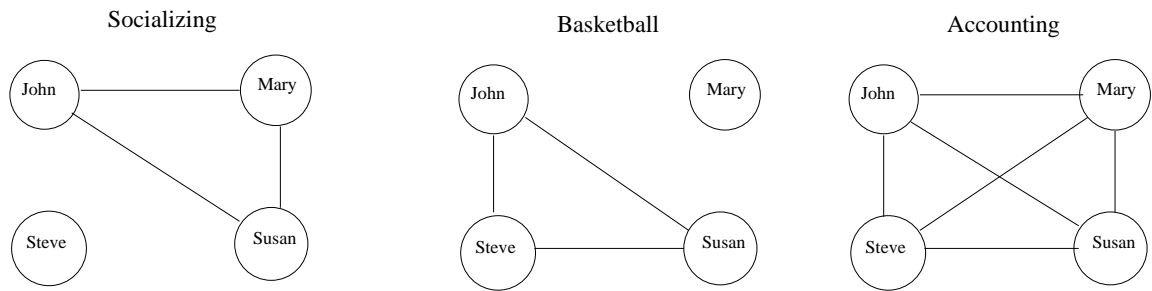 Socializing
Basketball
Accounting
John
Mary
John
Mary
John
Mary
Steve
Susan
Steve
Susan
Steve
Susan